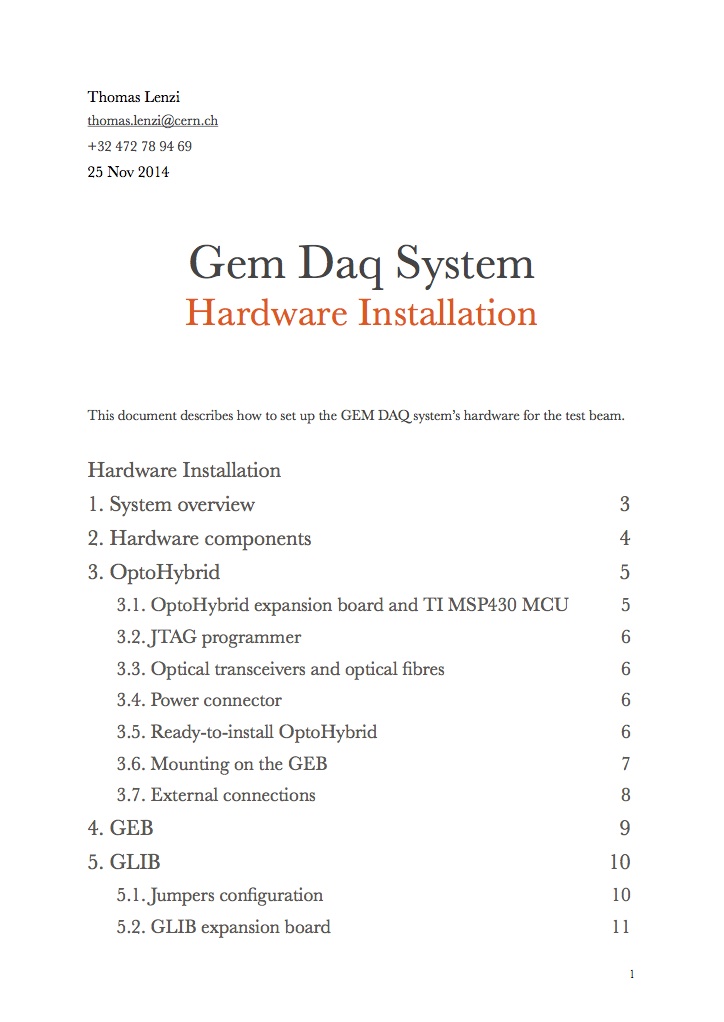 Thomas Lenzi
thomas.lenzi@cern.ch
+32 472 78 94 69
25 Nov 2014
Gem Daq System
Hardware Installation
This document describes how to set up the GEM DAQ system’s hardware for the test beam.
Hardware Installation
1. System overview 3
2. Hardware components 4
3. OptoHybrid 5
3.1. OptoHybrid expansion board and TI MSP430 MCU 5
3.2. JTAG programmer 6
3.3. Optical transceivers and optical fibres 6
3.4. Power connector 6
3.5. Ready-to-install OptoHybrid 6
3.6. Mounting on the GEB 7
3.7. External connections 8
4. GEB 9
5. GLIB 10
5.1. Jumpers configuration 10
5.2. GLIB expansion board 11
1